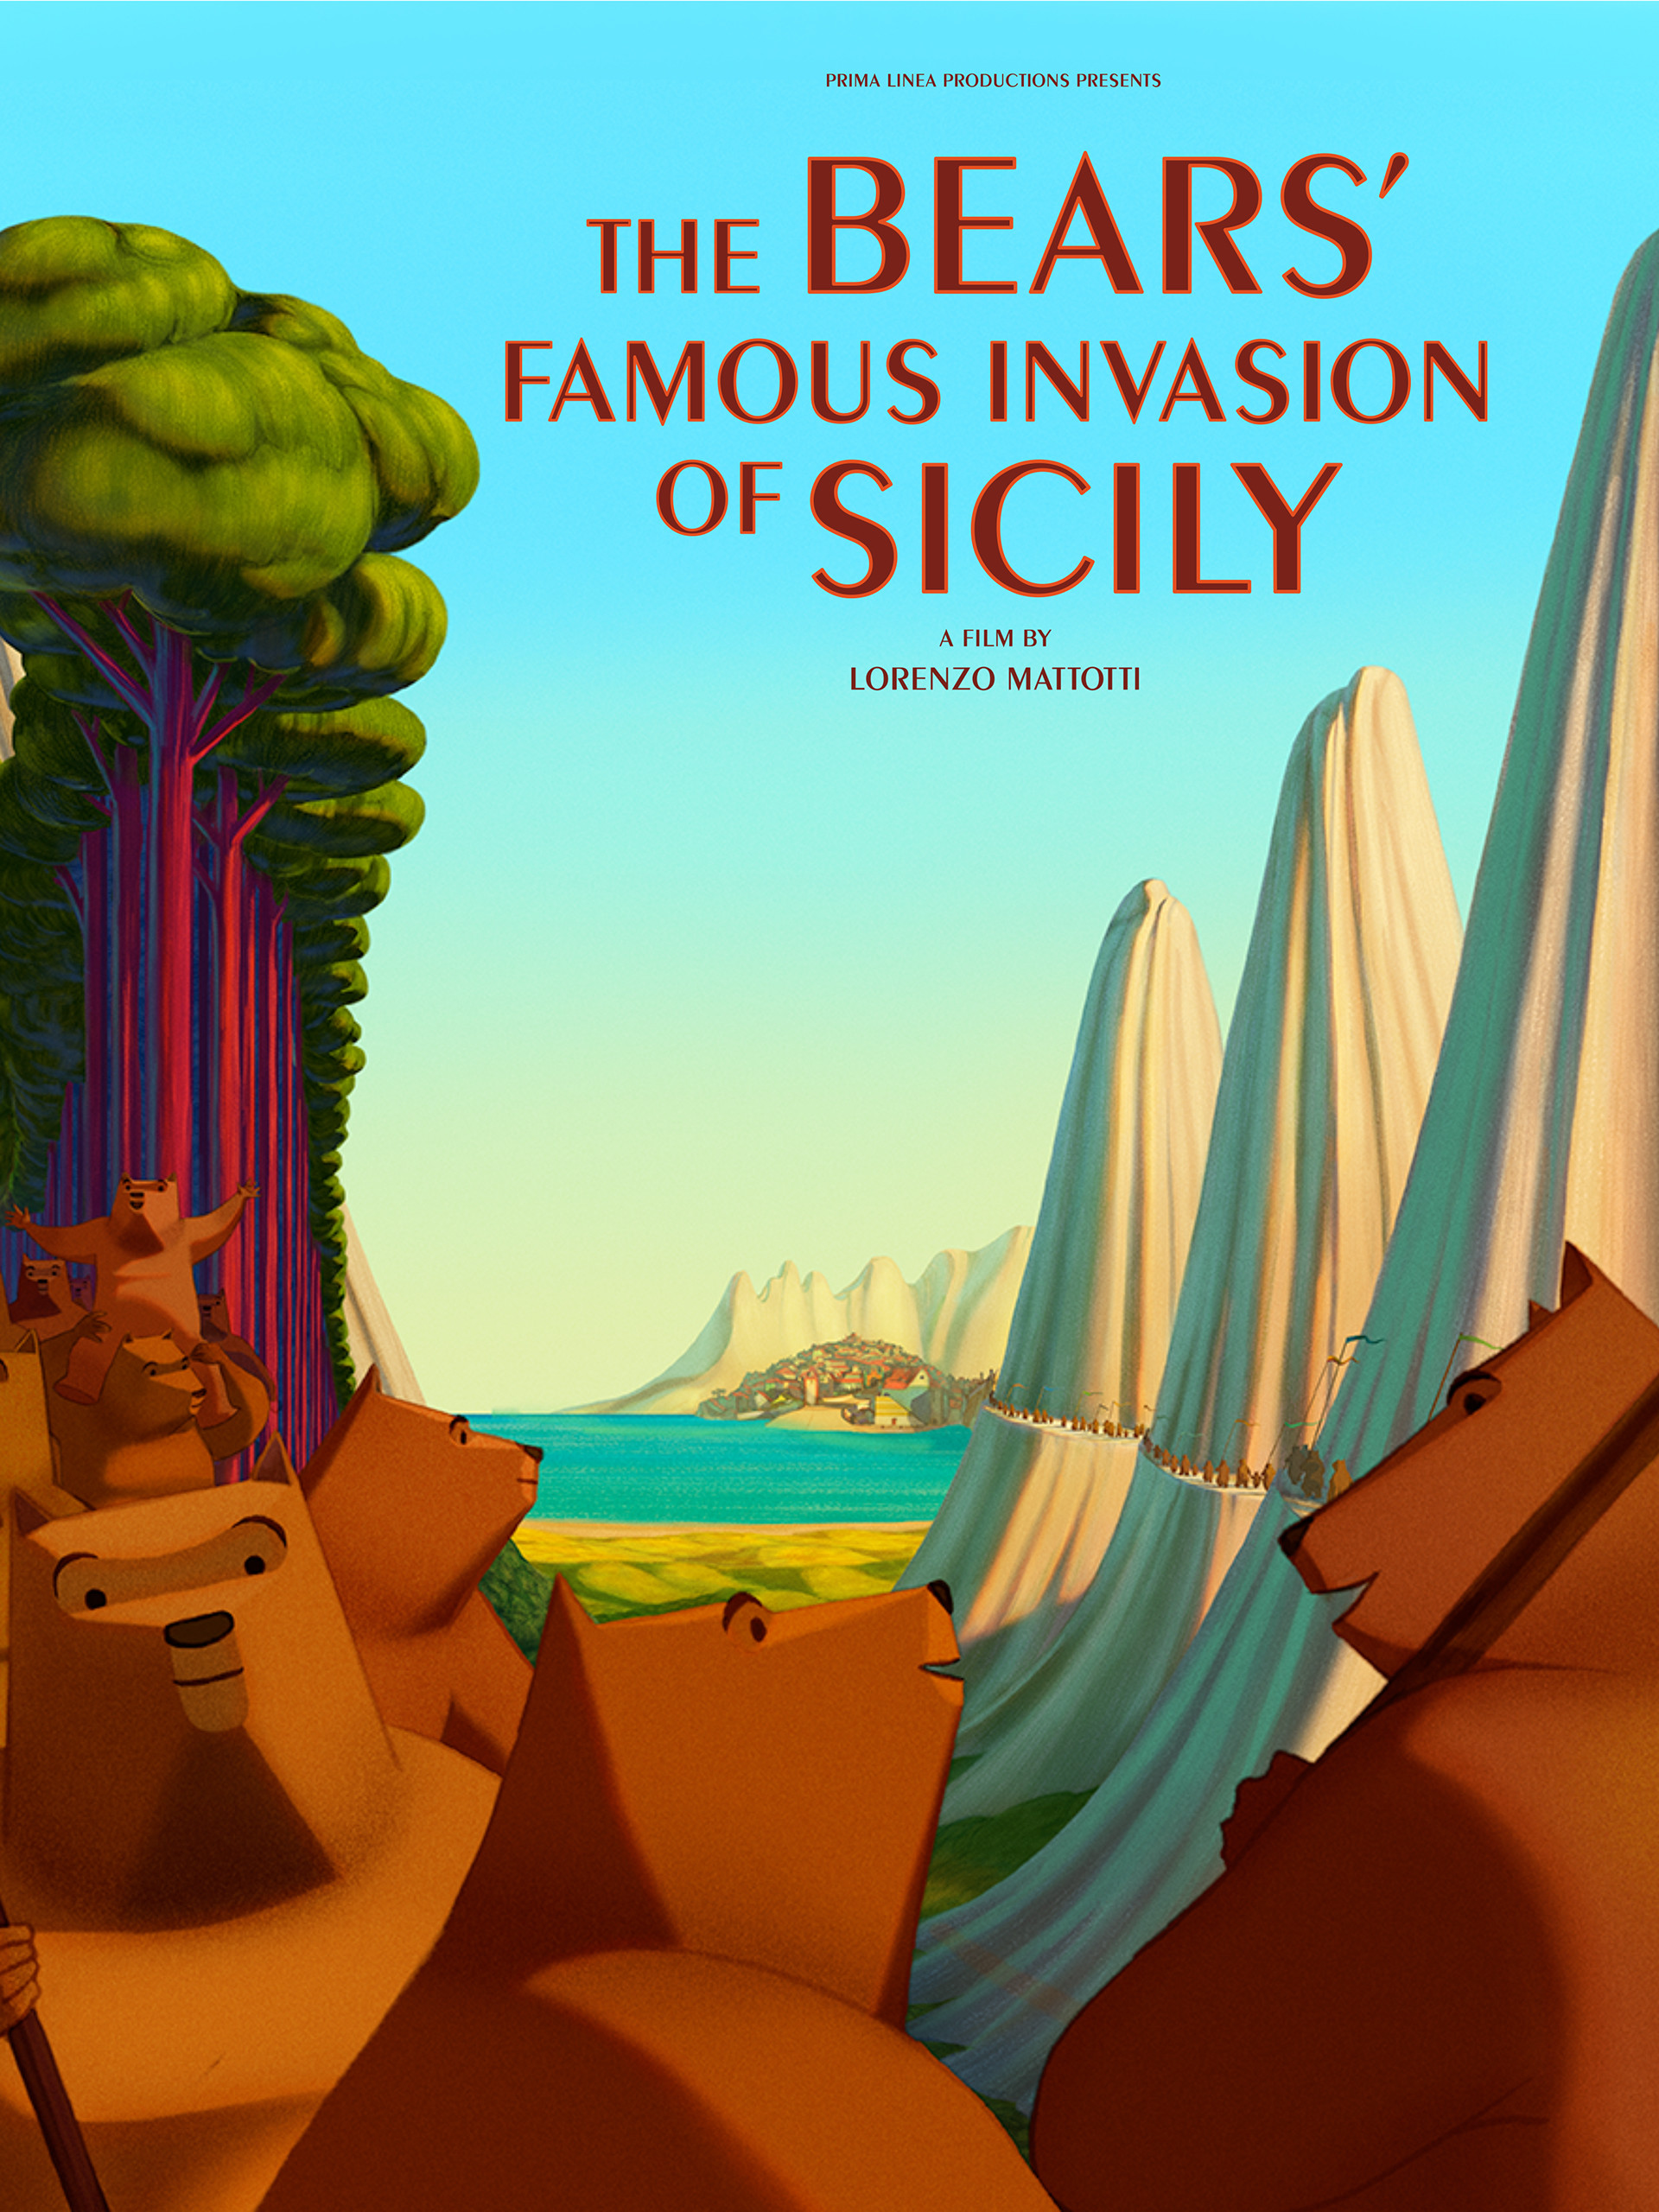 PRIMA LINEA PRODUCTIONS PRESENTS
THE BEARS'
FAMOUS INVASION
OF SICILY
A FILM BY
LORENZO MATTOTTI